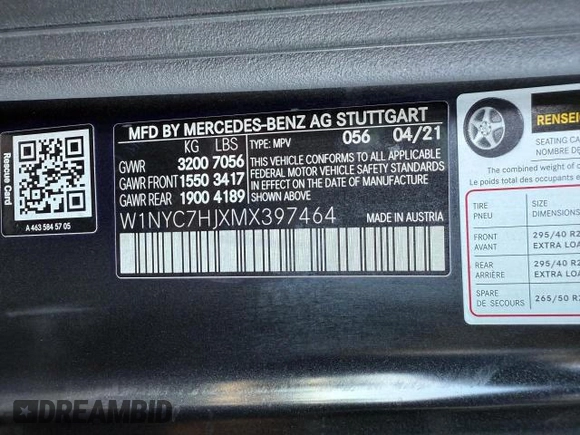 MFD BY MERCEDES-BENZ AG STUTTGART
KG LBS TYPE: MPV 056 04/21
GVWR 3200 7056
GAWR FRONT 1550 3417
GAWR REAR 1900 4189
THIS VEHICLE CONFORMS TO ALL APPLICABLE U.S.
FEDERAL MOTOR VEHICLE SAFETY STANDARDS
IN EFFECT ON THE DATE OF MANUFACTURE
SHOWN ABOVE.
W1NYC7HJXMX397464 MADE IN AUSTRIA
Rescue Card
A 463 584 57 05
RENSEI
SEATING CA
NOMBRE DE
The combined weight of
Le poids total des occupants e
TIRE
PNEU
SIZE
DIMENSIONS
FRONT
AVANT
295/40 R2
EXTRA LOA
REAR
ARRIÈRE
295/40 R2
EXTRA LOA
SPARE
DE SECOURS
265/50 R
DREAMBID